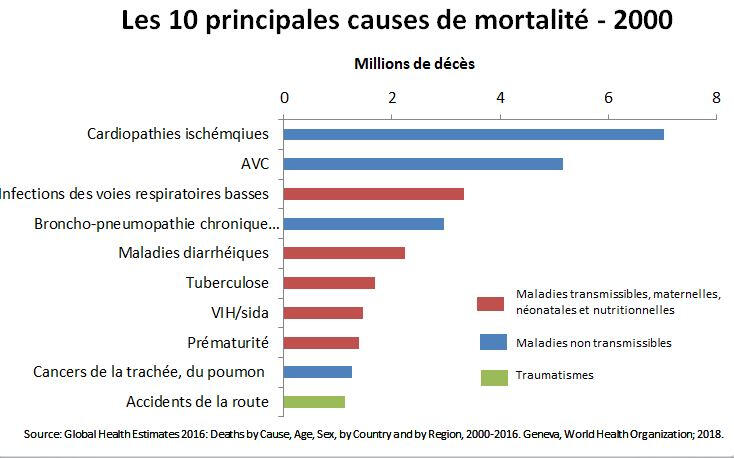 Les 10 principales causes de mortalité - 2000
Millions de décès
0 2 4 6 8
Cardiopathies ischémqiues
AVC
Infections des voies respiratoires basses
Broncho-pneumopathie chronique...
Maladies diarrhéiques
Tuberculose
VIH/sida
Prématurité
Cancers de la trachée, du poumon
Accidents de la route
Maladies transmissibles, maternelles,
néonatales et nutritionnelles
Maladies non transmissibles
Traumatismes
Source: Global Health Estimates 2016: Deaths by Cause, Age, Sex, by Country and by Region, 2000-2016. Geneva, World Health Organization; 2018.